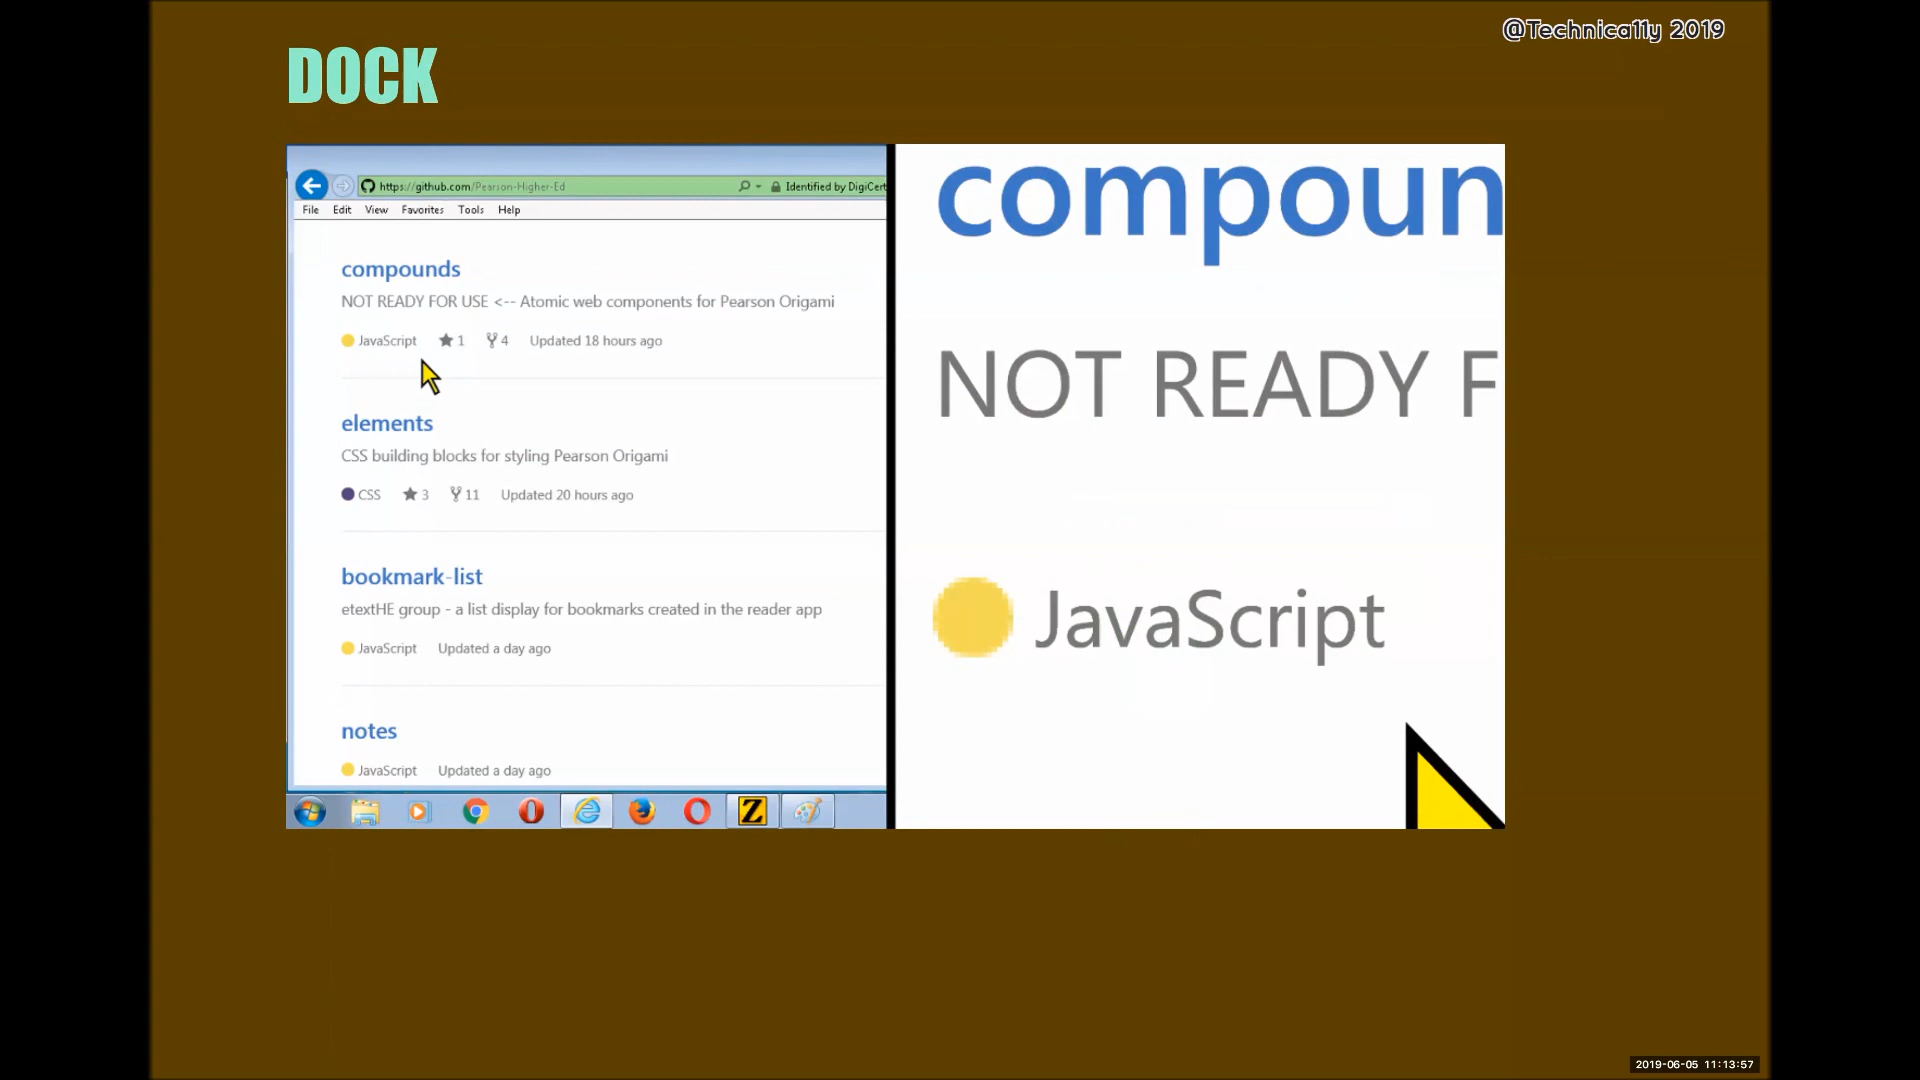 @Technica11y 2019
DOCK
https://github.com/Pearson-Higher-Ed
Identified by DigiCert
File Edit View Favorites Tools Help
compounds
NOT READY FOR USE <-- Atomic web components for Pearson Origami
JavaScript 1 4 Updated 18 hours ago
elements
CSS building blocks for styling Pearson Origami
CSS 3 11 Updated 20 hours ago
bookmark-list
etextHE group - a list display for bookmarks created in the reader app
JavaScript Updated a day ago
notes
JavaScript Updated a day ago
Z
compoun
NOT READY F
JavaScript
2019-06-05 11:13:57